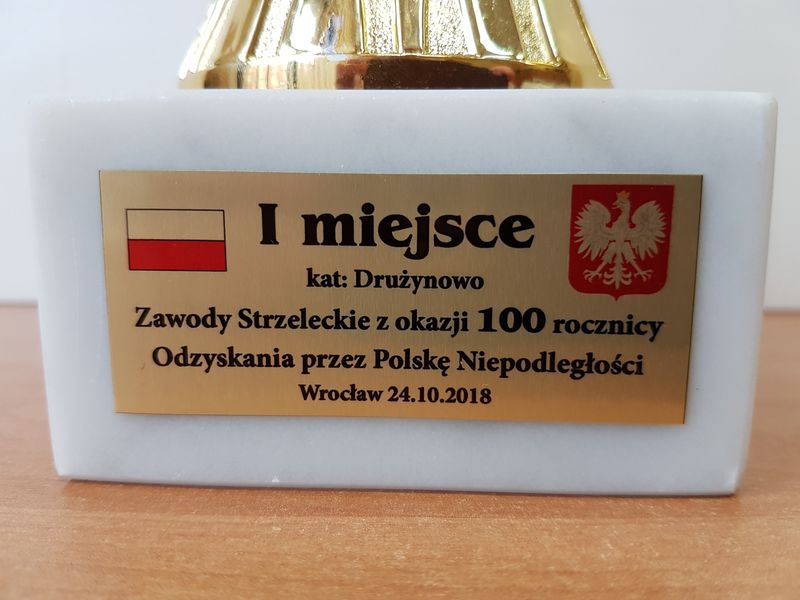 I miejsce
kat: Drużynowo
Zawody Strzeleckie z okazji 100 rocznicy
Odzyskania przez Polskę Niepodległości
Wrocław 24.10.2018